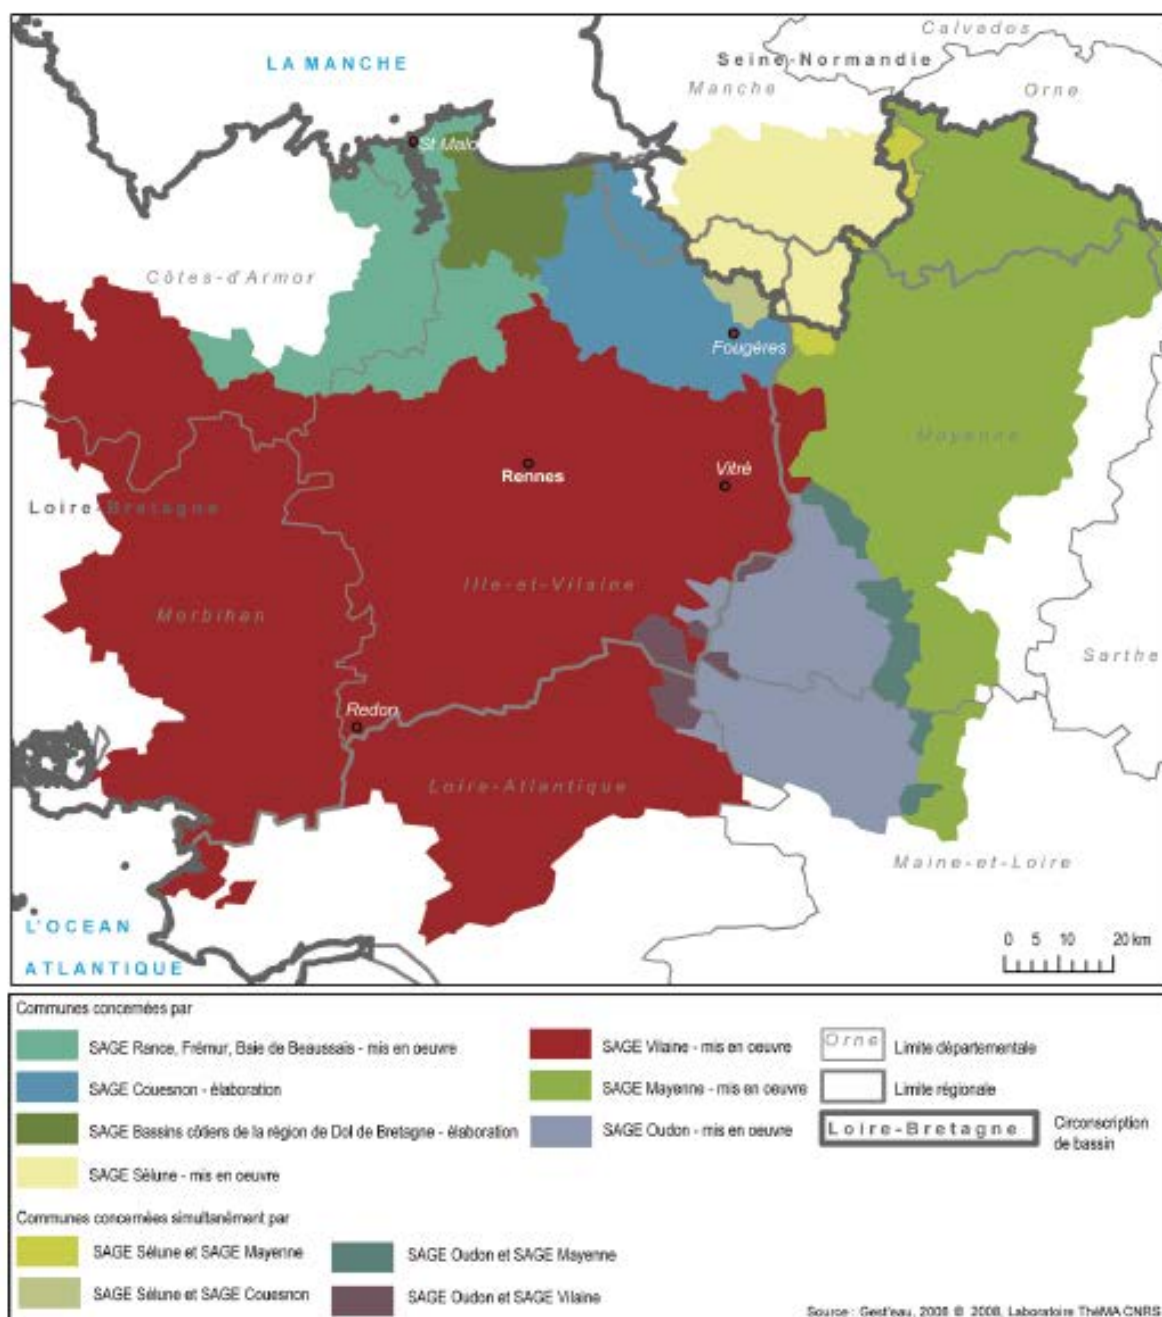 Calvados
LA MANCHE
Seine-Normandie
Manche
Orne
St Malo
Côtes-d'Armor
Fougères
Mayenne
Rennes
Vitré
Loire-Bretagne
Ille-et-Vilaine
Morbihan
Sarthe
Redon
Loire-Atlantique
Maine-et-Loire
L'OCEAN
ATLANTIQUE
0 5 10 20 km
Communes concernées par
SAGE Rance, Frémur, Baie de Beaussais - mis en oeuvre
SAGE Couesnon - élaboration
SAGE Bassins côtiers de la région de Dol de Bretagne - élaboration
SAGE Sélune - mis en oeuvre
SAGE Vilaine - mis en oeuvre
SAGE Mayenne - mis en oeuvre
SAGE Oudon - mis en oeuvre
Orne Limite départementale
Limite régionale
Loire-Bretagne Circonscription
de bassin
Communes concernées simultanément par
SAGE Sélune et SAGE Mayenne
SAGE Sélune et SAGE Couesnon
SAGE Oudon et SAGE Mayenne
SAGE Oudon et SAGE Vilaine
Source : Gest'eau, 2008 © 2008, Laboratoire ThéMA CNRS